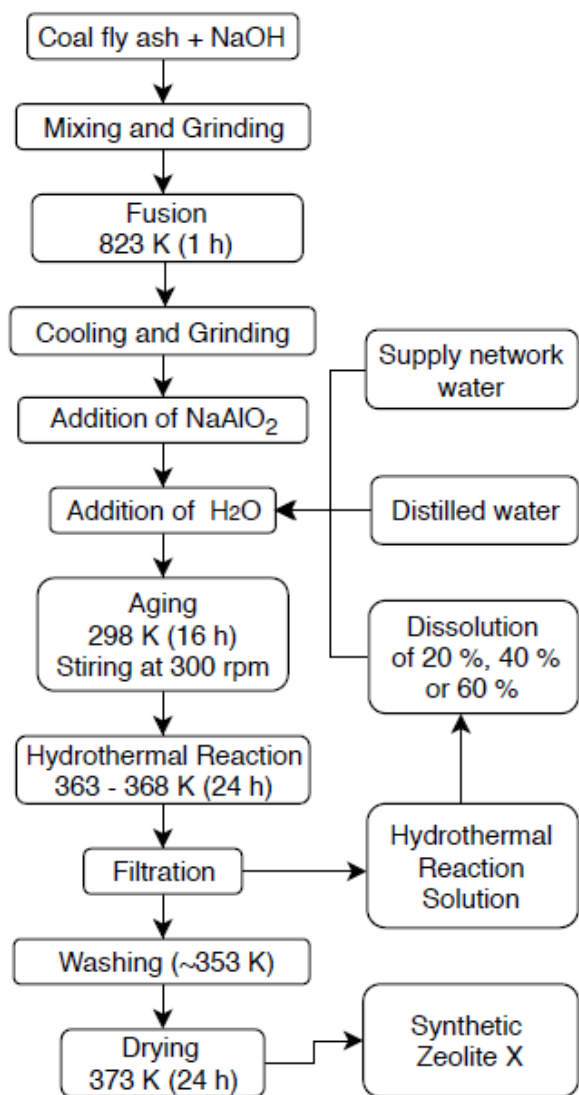 Coal fly ash + NaOH
Mixing and Grinding
Fusion
823 K (1 h)
Cooling and Grinding
Addition of NaAlO₂
Addition of H2O
Aging
298 K (16 h)
Stiring at 300 rpm
Hydrothermal Reaction
363 - 368 K (24 h)
Filtration
Washing (~353 K)
Drying
373 K (24 h)
Supply network
water
Distilled water
Dissolution
of 20 %, 40 %
or 60 %
Hydrothermal
Reaction
Solution
Synthetic
Zeolite X